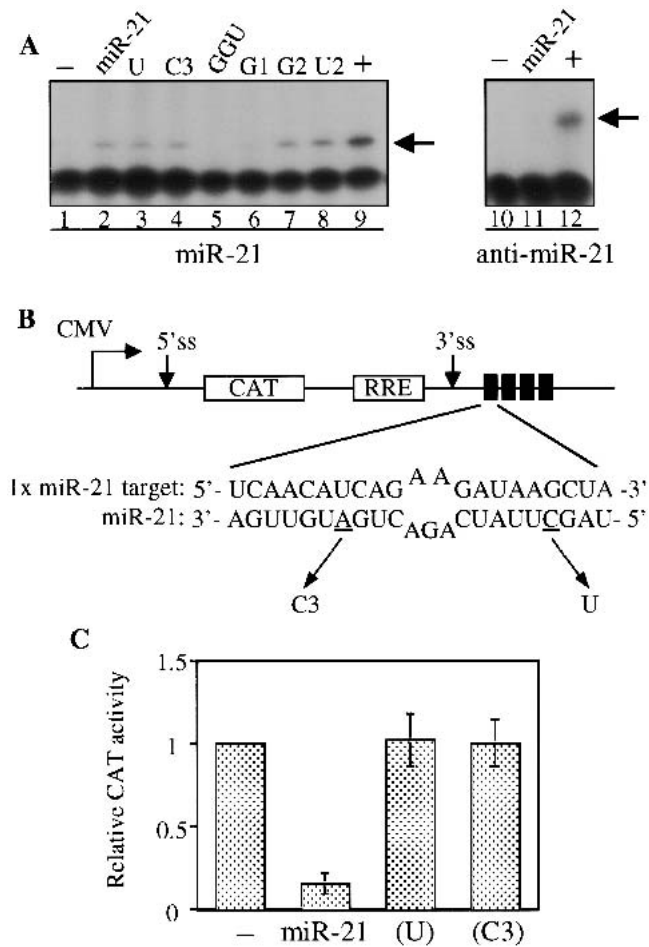 A
– miR-21 U C3 GGU G1 G2 U2 +
– miR-21 +
1 2 3 4 5 6 7 8 9
10 11 12
miR-21
anti-miR-21
B
CMV
5'ss
3'ss
CAT
RRE
1x miR-21 target: 5'- UCAACAUCAG A A GAUAAGCUA -3'
miR-21: 3'- AGUUGUAGUC AGA CUAUUCGAU- 5'
C3
U
C
Relative CAT activity
1.5
1
0.5
0
– miR-21 (U) (C3)